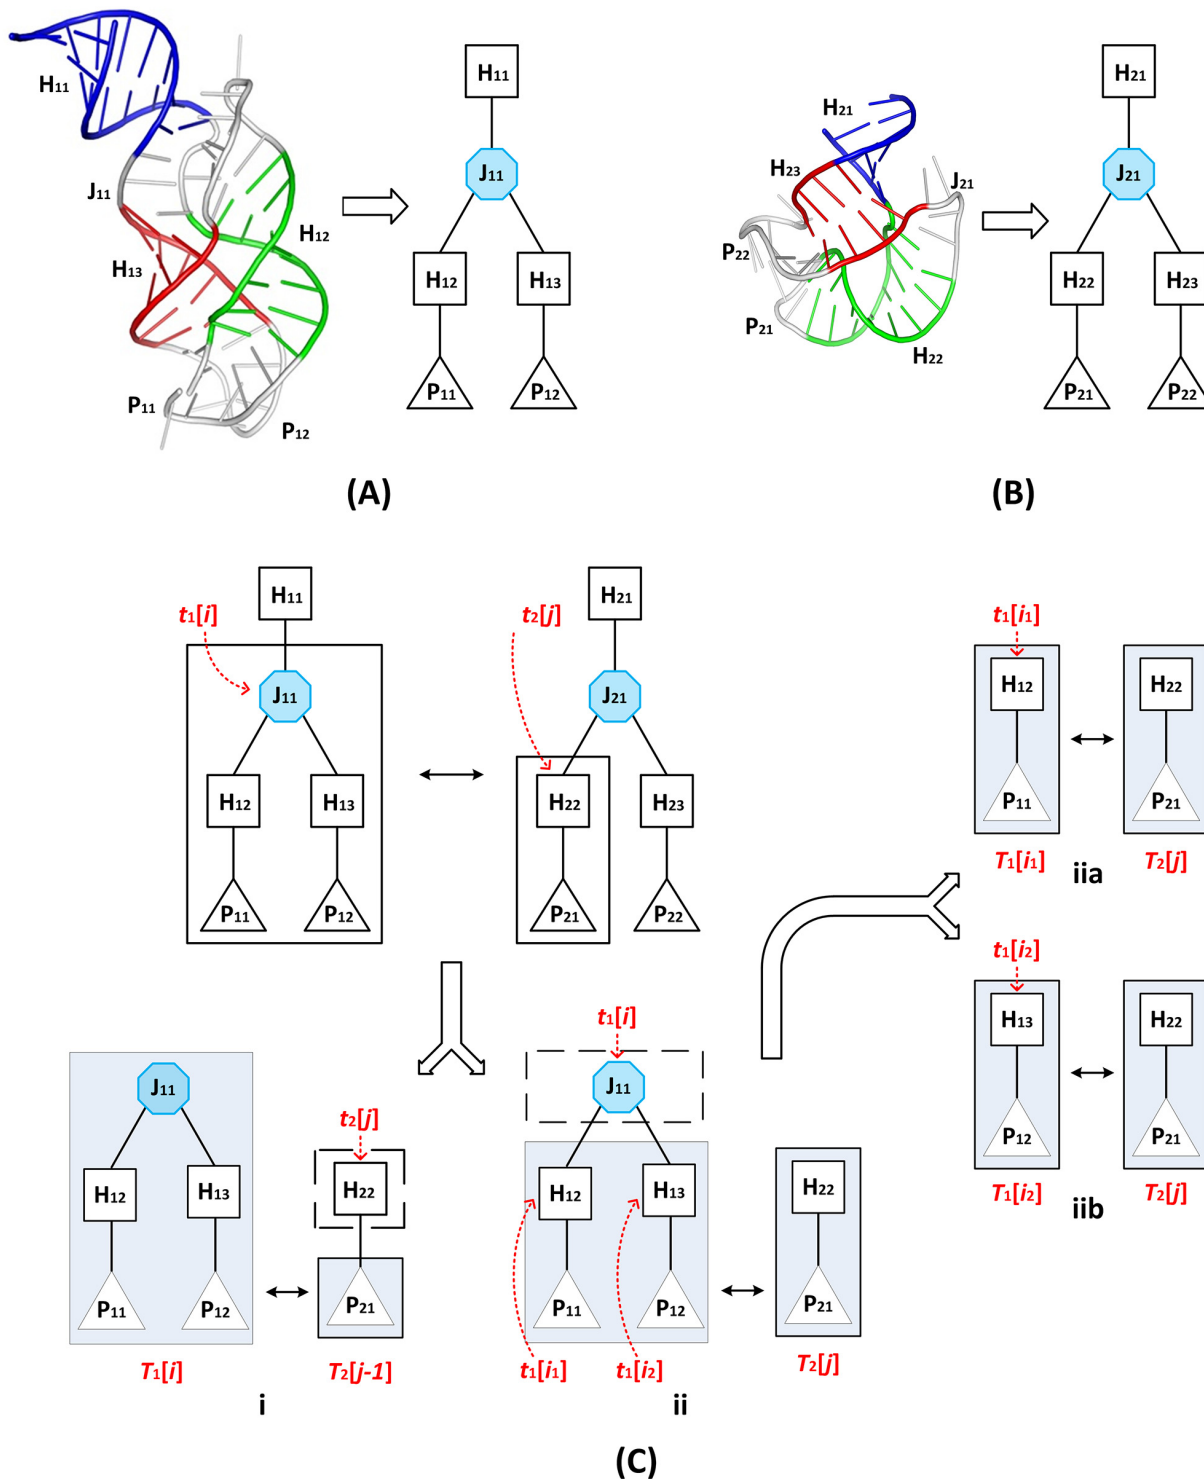 H11
J11
H12
H13
P11
P12
H11
J11
H12
H13
P11
P12
(A)
H21
H23
J21
P22
P21
H22
H21
J21
H22
H23
P21
P22
(B)
H11
t1[i]
J11
H12
H13
P11
P12
H21
t2[j]
J21
H22
H23
P21
P22
t1[i1]
H12
H22
P11
P21
T1[i1]
T2[j]
iia
t1[i2]
H13
H22
P12
P21
T1[i2]
T2[j]
iib
J11
H12
H13
P11
P12
T1[i]
t2[j]
H22
P21
T2[j-1]
i
t1[i]
J11
H12
H13
P11
P12
t1[i1]
t1[i2]
H22
P21
T2[j]
ii
(C)